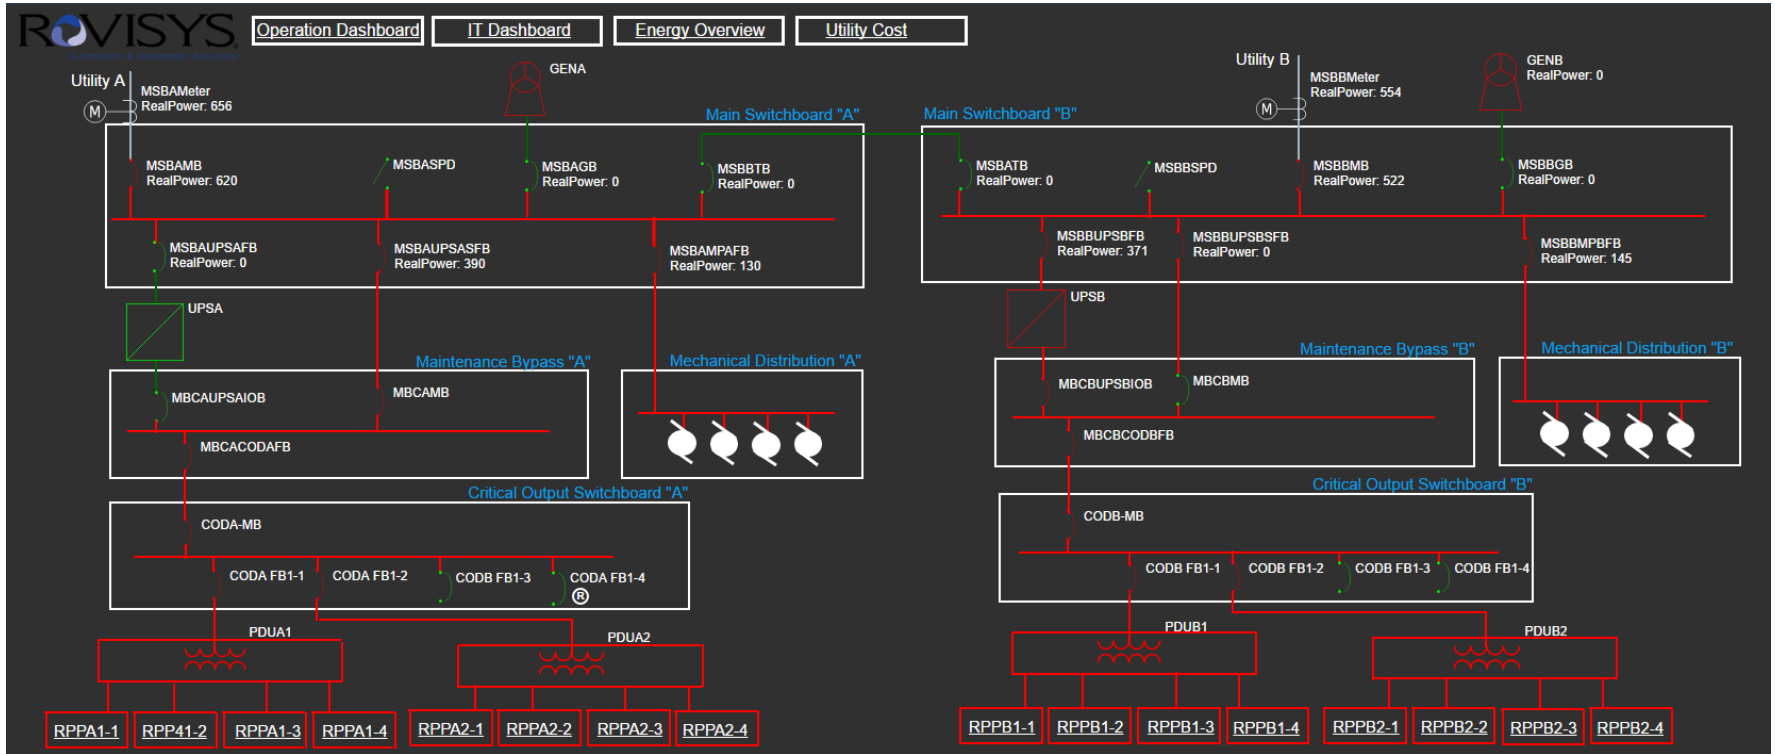 ROVISYS
Operation Dashboard
IT Dashboard
Energy Overview
Utility Cost
Utility A
MSBAMeter
RealPower: 656
M
GENA
Utility B
MSBBMeter
RealPower: 554
M
GENB
RealPower: 0
Main Switchboard "A"
Main Switchboard "B"
MSBAMB
RealPower: 620
MSBASPD
MSBAGB
RealPower: 0
MSBBTB
RealPower: 0
MSBATB
RealPower: 0
MSBBSPD
MSBBMB
RealPower: 522
MSBBGB
RealPower: 0
MSBAUPSAFB
RealPower: 0
MSBAUPSASFB
RealPower: 390
MSBAMPAFB
RealPower: 130
MSBBUPSBFB
RealPower: 371
MSBBUPSBSFB
RealPower: 0
MSBBMPBFB
RealPower: 145
UPSA
UPSB
Maintenance Bypass "A"
Mechanical Distribution "A"
Maintenance Bypass "B"
Mechanical Distribution "B"
MBCAUPSAIOB
MBCAMB
MBCBUPSBIOB
MBCBMB
MBCACODAFB
MBCBCODBFB
Critical Output Switchboard "A"
Critical Output Switchboard "B"
CODA-MB
CODB-MB
CODA FB1-1
CODA FB1-2
CODB FB1-3
CODA FB1-4
R
CODB FB1-1
CODB FB1-2
CODB FB1-3
CODB FB1-4
PDUA1
PDUA2
PDUB1
PDUB2
RPPA1-1
RPP41-2
RPPA1-3
RPPA1-4
RPPA2-1
RPPA2-2
RPPA2-3
RPPA2-4
RPPB1-1
RPPB1-2
RPPB1-3
RPPB1-4
RPPB2-1
RPPB2-2
RPPB2-3
RPPB2-4